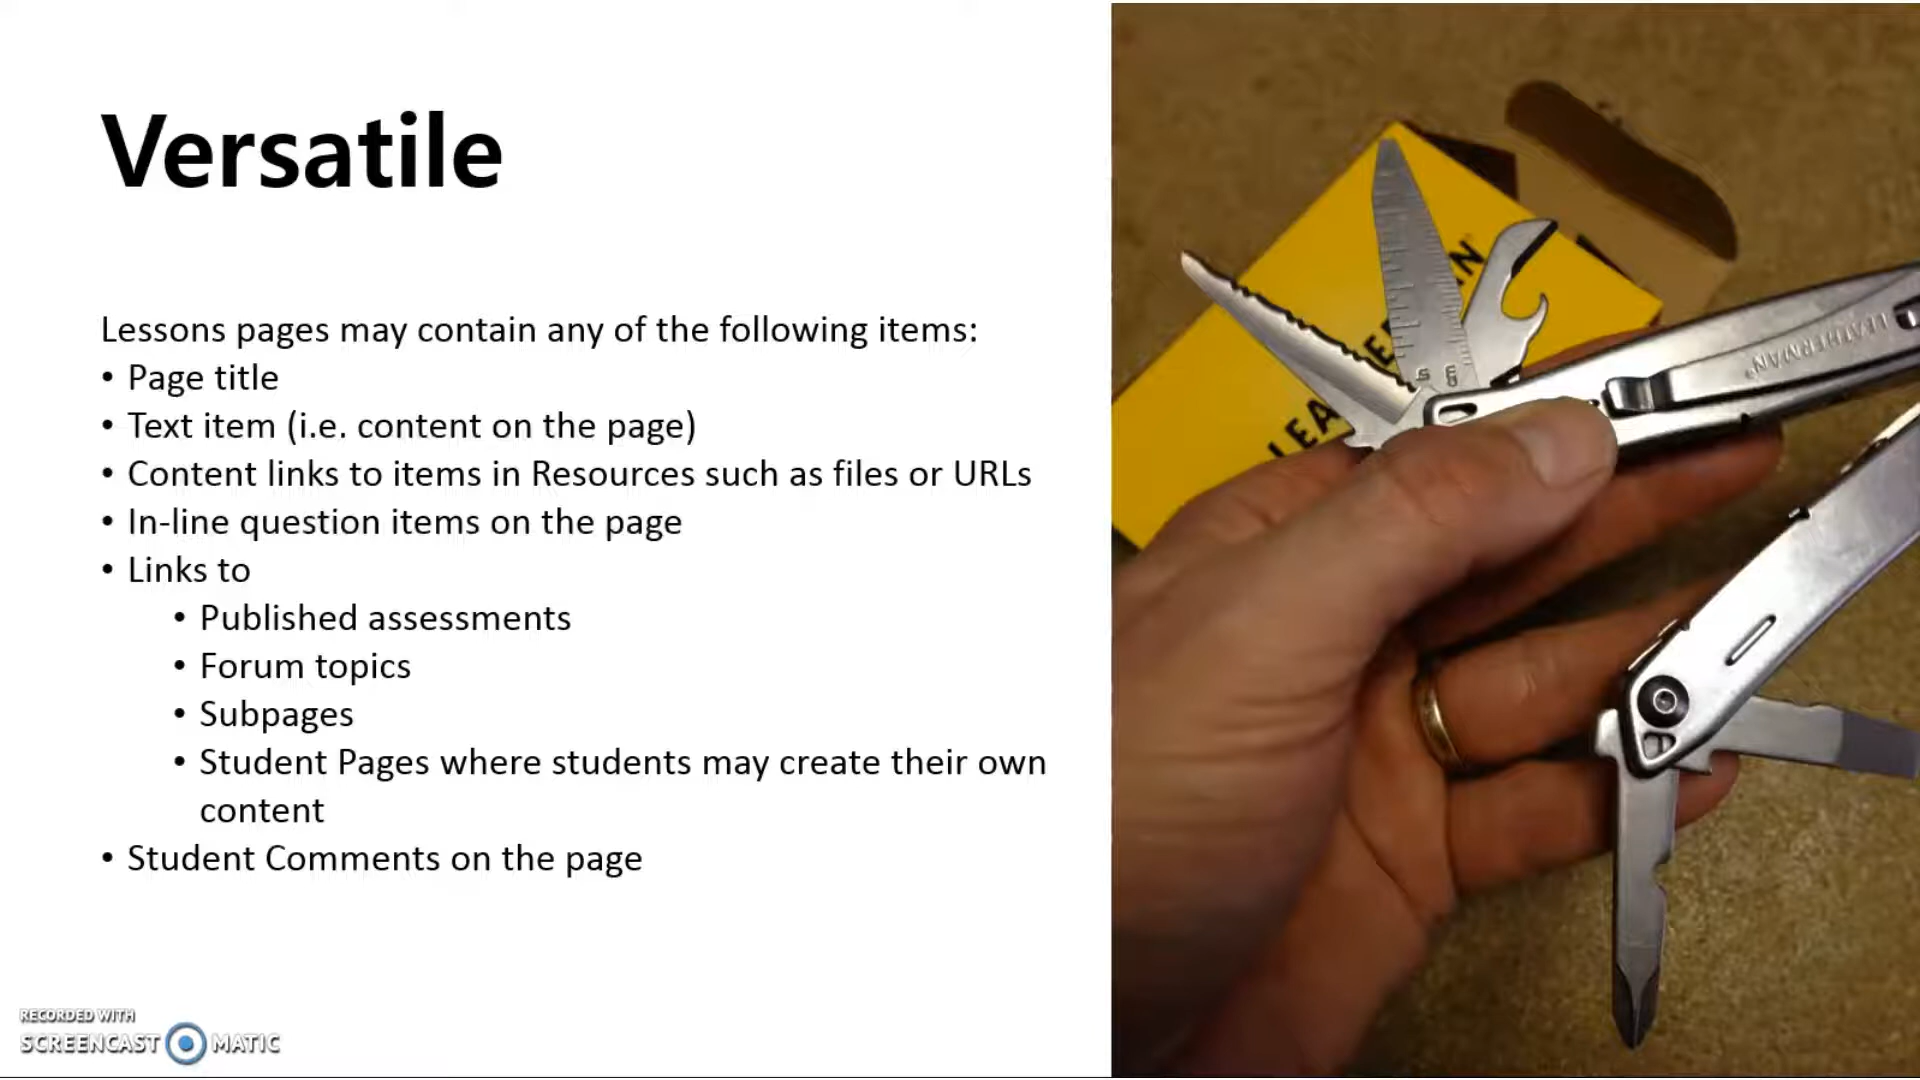 Versatile
Lessons pages may contain any of the following items:
• Page title
• Text item (i.e. content on the page)
• Content links to items in Resources such as files or URLs
• In-line question items on the page
• Links to
• Published assessments
• Forum topics
• Subpages
• Student Pages where students may create their own
content
• Student Comments on the page
LEATHERMAN
RECORDED WITH
SCREENCAST MATIC